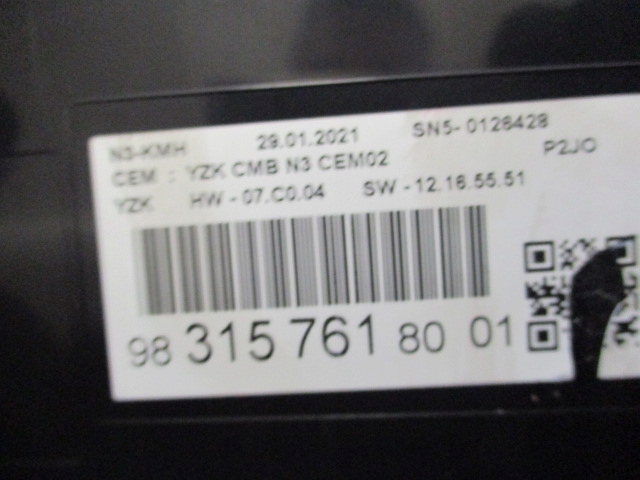 N3-KMH 29.01.2021 SN5-0126428
CEM : YZK CMB N3 CEM02 P2JO
YZK HW - 07.C0.04 SW - 12.16.55.51
98 315 761 80 01